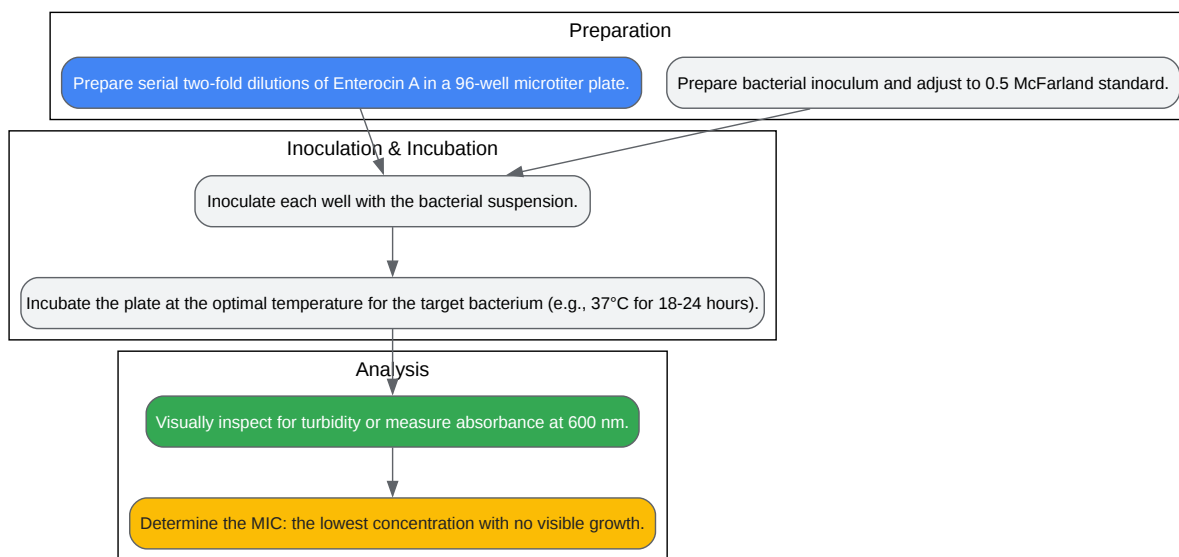 Preparation
Prepare serial two-fold dilutions of Enterocin A in a 96-well microtiter plate.
Prepare bacterial inoculum and adjust to 0.5 McFarland standard.
Inoculation & Incubation
Inoculate each well with the bacterial suspension.
Incubate the plate at the optimal temperature for the target bacterium (e.g., 37°C for 18-24 hours).
Analysis
Visually inspect for turbidity or measure absorbance at 600 nm.
Determine the MIC: the lowest concentration with no visible growth.